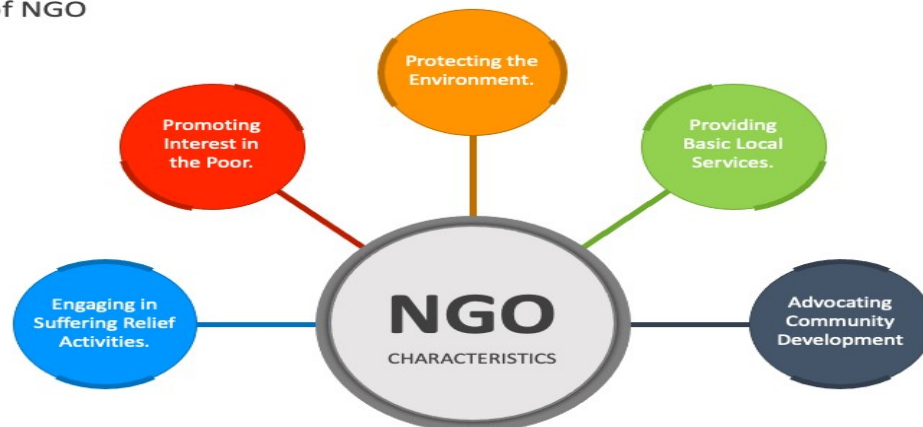 of NGO
Protecting the
Environment.
Promoting
Interest in
the Poor.
Providing
Basic Local
Services.
Engaging in
Suffering Relief
Activities.
NGO
CHARACTERISTICS
Advocating
Community
Development